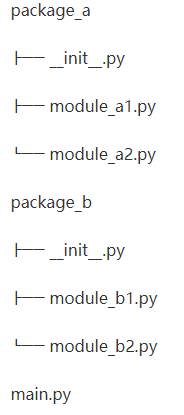 package_a
├── __init__.py
├── module_a1.py
└── module_a2.py
package_b
├── __init__.py
├── module_b1.py
└── module_b2.py
main.py